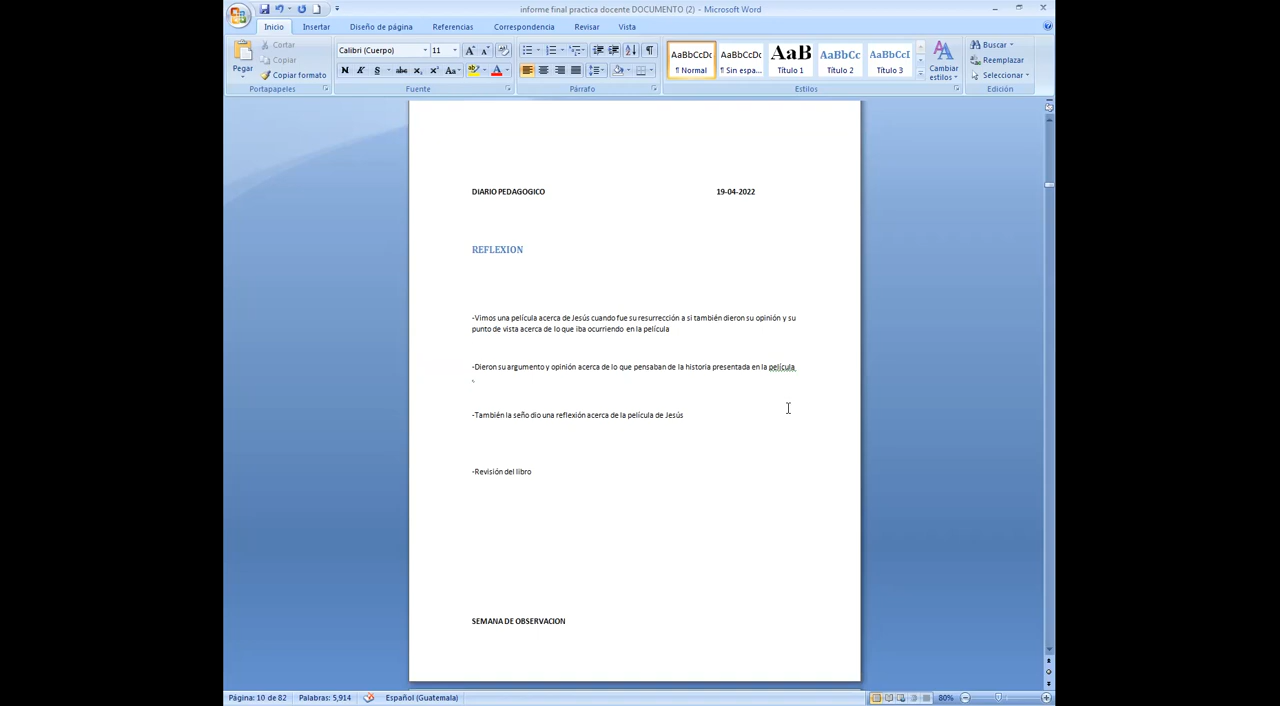 informe final practica docente DOCUMENTO (2) - Microsoft Word
Inicio Insertar Diseño de página Referencias Correspondencia Revisar Vista
Pegar
Cortar
Copiar
Copiar formato
Portapapeles
Calibri (Cuerpo) 11
N K S abc x₂ x² Aa
Fuente
Párrafo
AaBbCcDc AaBbCcDc AaB AaBbCc AaBbCcI
¶ Normal ¶ Sin espa... Título 1 Título 2 Título 3
Cambiar
estilos
Estilos
Buscar
Reemplazar
Seleccionar
Edición
DIARIO PEDAGOGICO 19-04-2022
REFLEXION
-Vimos una película acerca de Jesús cuando fue su resurrección a si también dieron su opinión y su
punto de vista acerca de lo que iba ocurriendo en la película
-Dieron su argumento y opinión acerca de lo que pensaban de la historia presentada en la película
.
-También la seño dio una reflexión acerca de la película de Jesús
-Revisión del libro
SEMANA DE OBSERVACION
Página: 10 de 82 Palabras: 5,914 Español (Guatemala) 80%